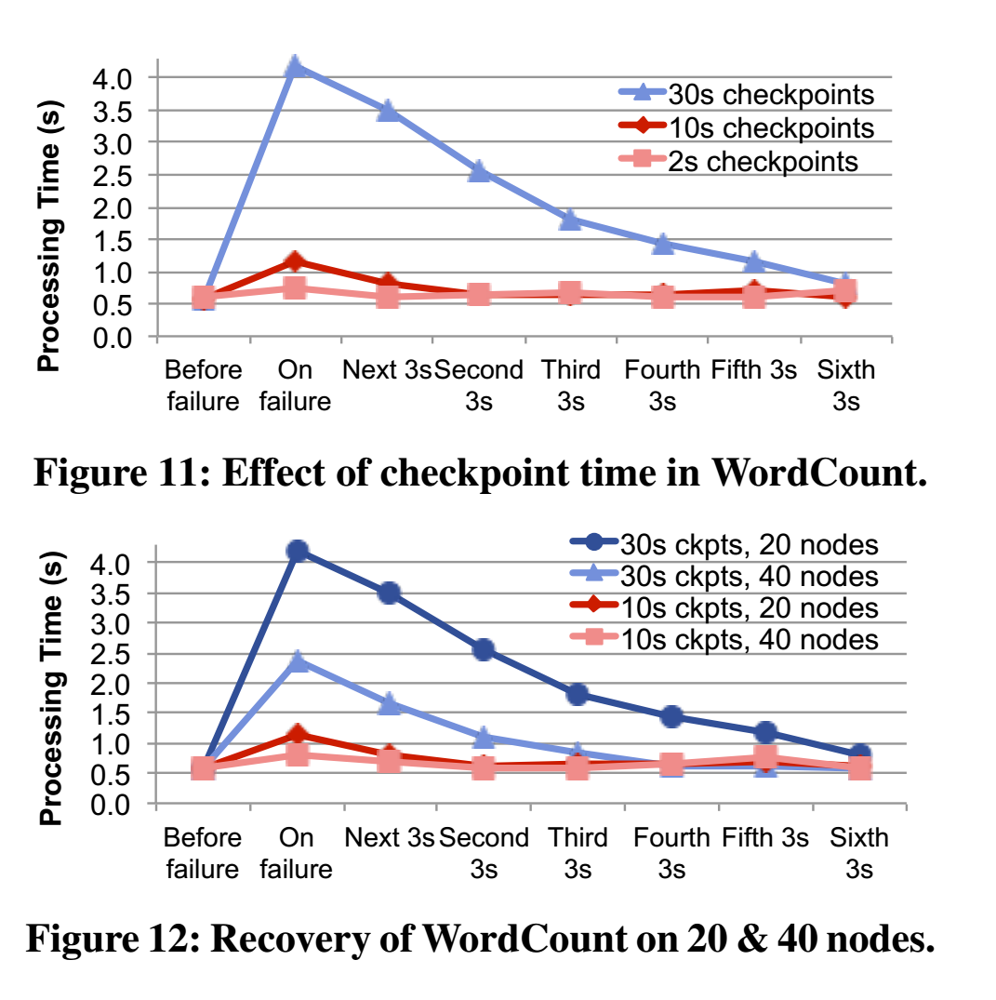 Processing Time (s)
4.0
3.5
3.0
2.5
2.0
1.5
1.0
0.5
0.0
30s checkpoints
10s checkpoints
2s checkpoints
Before failure
On failure
Next 3s
Second 3s
Third 3s
Fourth 3s
Fifth 3s
Sixth 3s
Figure 11: Effect of checkpoint time in WordCount.
Processing Time (s)
4.0
3.5
3.0
2.5
2.0
1.5
1.0
0.5
0.0
30s ckpts, 20 nodes
30s ckpts, 40 nodes
10s ckpts, 20 nodes
10s ckpts, 40 nodes
Before failure
On failure
Next 3s
Second 3s
Third 3s
Fourth 3s
Fifth 3s
Sixth 3s
Figure 12: Recovery of WordCount on 20 & 40 nodes.